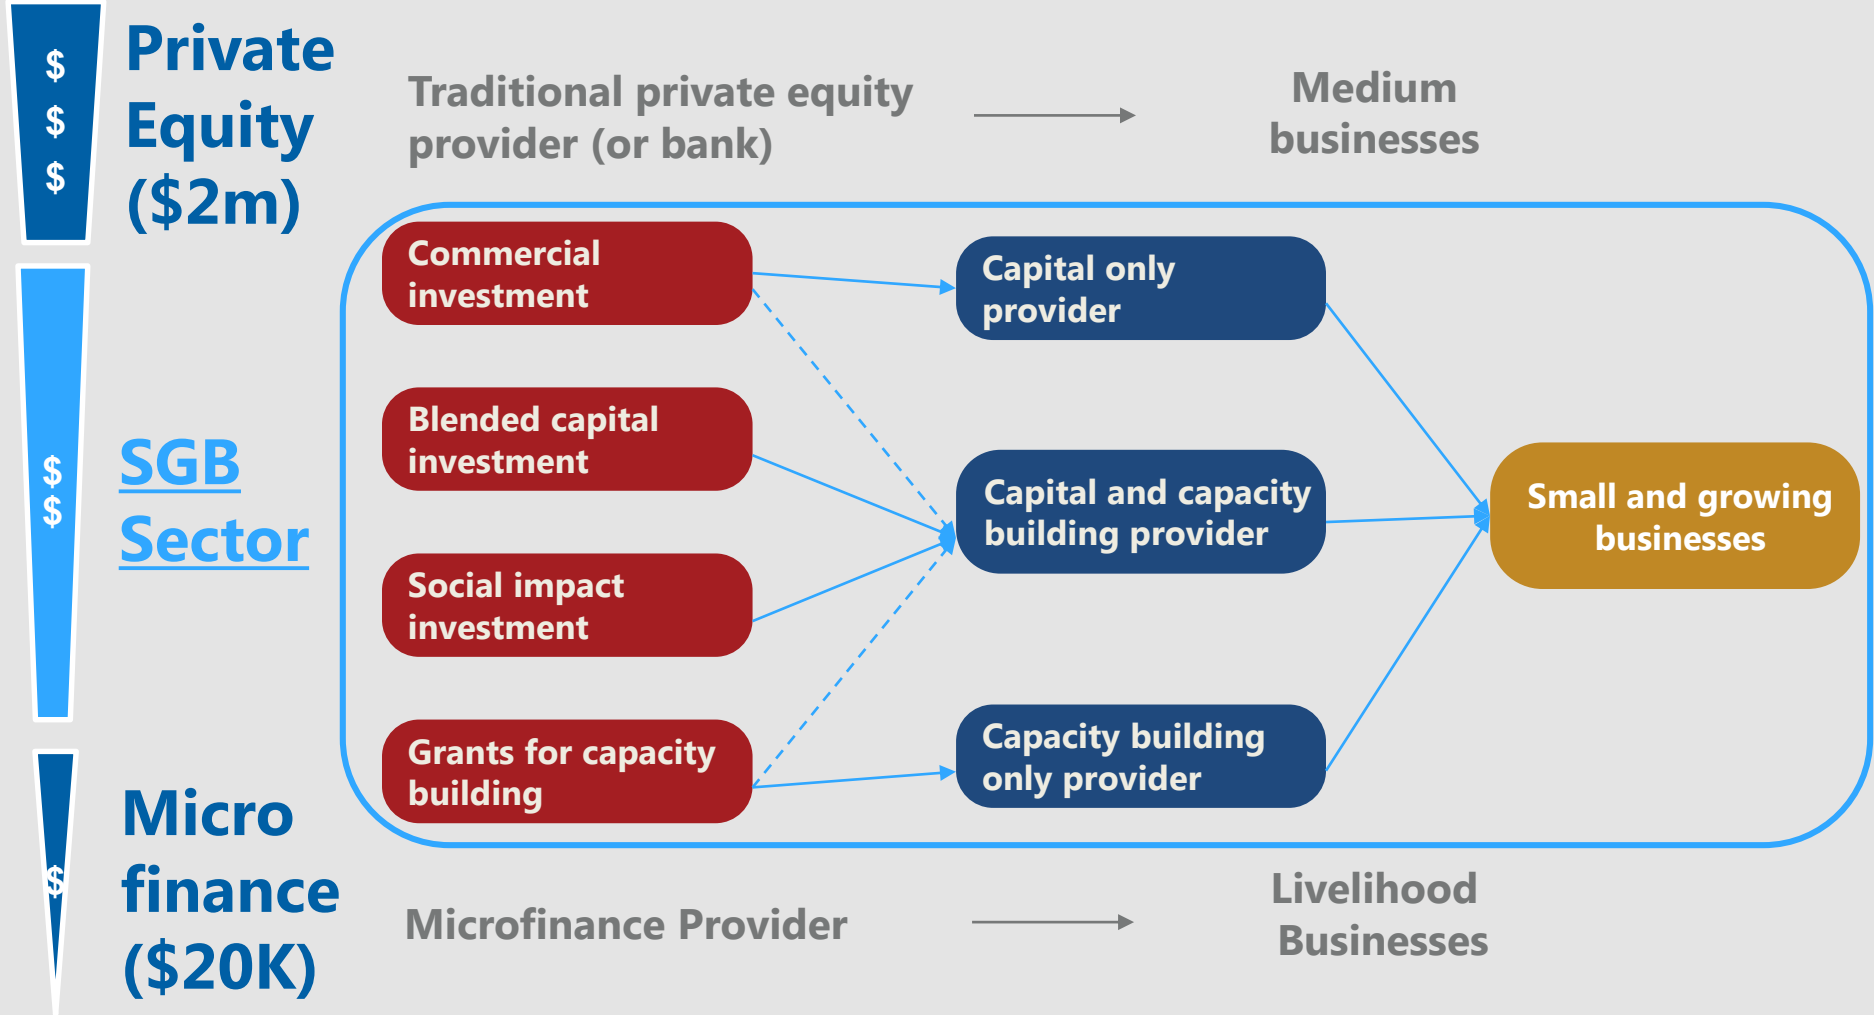 $
$
$
Private
Equity
($2m)
Traditional private equity
provider (or bank)
Medium
businesses
Commercial
investment
Capital only
provider
Blended capital
investment
$
$
SGB
Sector
Capital and capacity
building provider
Small and growing
businesses
Social impact
investment
Grants for capacity
building
Capacity building
only provider
$
Micro
finance
($20K)
Microfinance Provider
Livelihood
Businesses